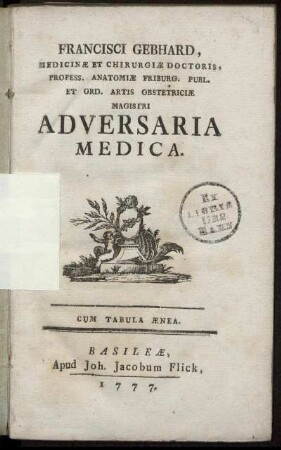 FRANCISCI GEBHARD,
MEDICINÆ ET CHIRURGIÆ DOCTORIS,
PROFESS. ANATOMIÆ FRIBURG. PUBL.
ET ORD. ARTIS OBSTETRICIÆ
MAGISTRI
ADVERSARIA
MEDICA.
EX
CUM TABULA ÆNEA.
BASILEÆ,
Apud Joh. Jacobum Flick,
1777.